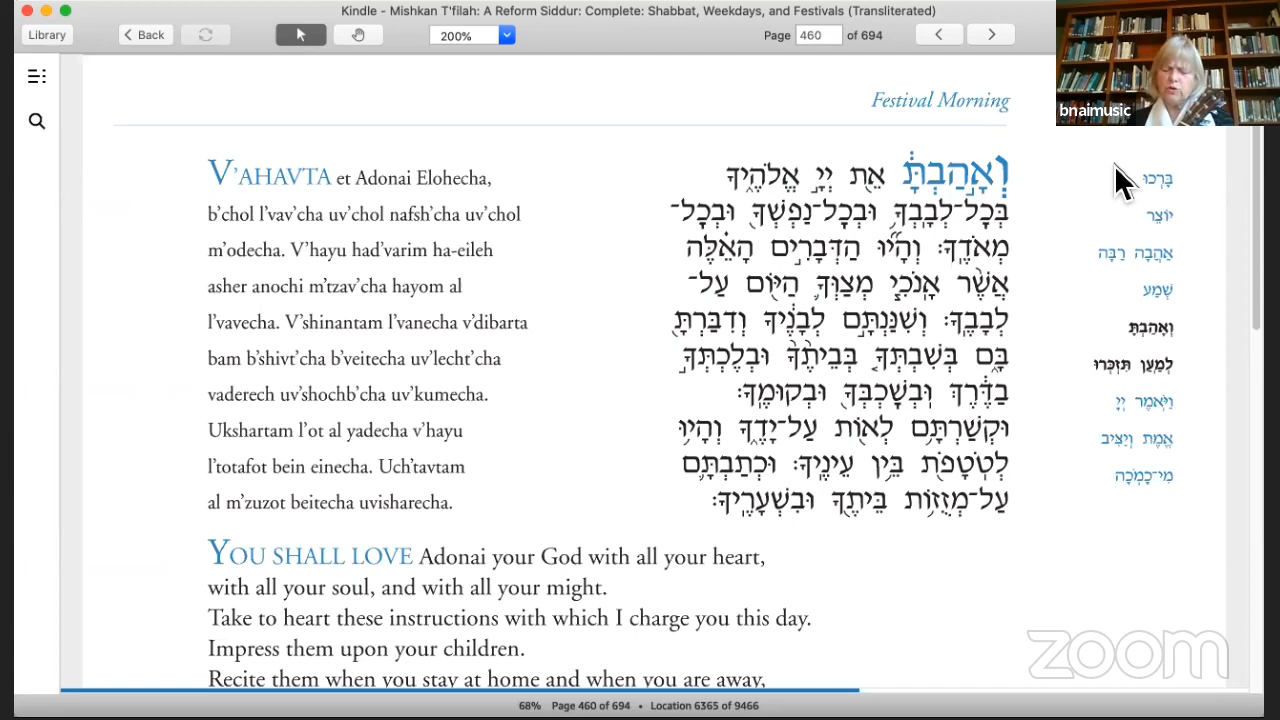 Kindle - Mishkan T'filah: A Reform Siddur: Complete: Shabbat, Weekdays, and Festivals (Transliterated)
Library
Back
200%
Page 460 of 694
bnaimusic
Festival Morning
V'AHAVTA et Adonai Elohecha,
b'chol l'vav'cha uv'chol nafsh'cha uv'chol
m'odecha. V'hayu had'varim ha-eileh
asher anochi m'tzav'cha hayom al
l'vavecha. V'shinantam l'vanecha v'dibarta
bam b'shivt'cha b'veitecha uv'lecht'cha
vaderech uv'shochb'cha uv'kumecha.
Ukshartam l'ot al yadecha v'hayu
l'totafot bein einecha. Uch'tavtam
al m'zuzot beitecha uvisharecha.
וְאָ֣הַבְתָּ֔ אֵ֖ת יְיָ֣ אֱלֹהֶ֑יךָ
בְּכׇל־לְבָֽבְךָ֥ וּבְכׇל־נַפְשְׁךָ֖ וּבְכׇל־
מְאֹדֶֽךָ׃ וְהָי֞וּ הַדְּבָרִ֣ים הָאֵ֗לֶּה
אֲשֶׁ֨ר אָֽנֹכִ֧י מְצַוְּךָ֛ הַיּ֖וֹם עַל־
לְבָבֶֽךָ׃ וְשִׁנַּנְתָּ֣ם לְבָנֶ֔יךָ וְדִבַּרְתָּ֖
בָּ֑ם בְּשִׁבְתְּךָ֤ בְּבֵיתֶ֙ךָ֙ וּבְלֶכְתְּךָ֣
בַדֶּ֔רֶךְ וּֽבְשָׁכְבְּךָ֖ וּבְקוּמֶֽךָ׃
וּקְשַׁרְתָּ֥ם לְא֖וֹת עַל־יָדֶ֑ךָ וְהָי֥וּ
לְטֹטָפֹ֖ת בֵּ֥ין עֵינֶֽיךָ׃ וּכְתַבְתָּ֛ם
עַל־מְזֻז֥וֹת בֵּיתֶ֖ךָ וּבִשְׁעָרֶֽיךָ׃
בָּרְכוּ
יוֹצֵר
אַהֲבָה רַבָּה
שְׁמַע
וְאָהַבְתָּ
לְמַעַן תִּזְכְּרוּ
וַיֹּאמֶר יְיָ
אֱמֶת וְיַצִּיב
מִי־כָמֹכָה
YOU SHALL LOVE Adonai your God with all your heart,
with all your soul, and with all your might.
Take to heart these instructions with which I charge you this day.
Impress them upon your children.
Recite them when you stay at home and when you are away,
zoom
68% Page 460 of 694 • Location 6365 of 9466